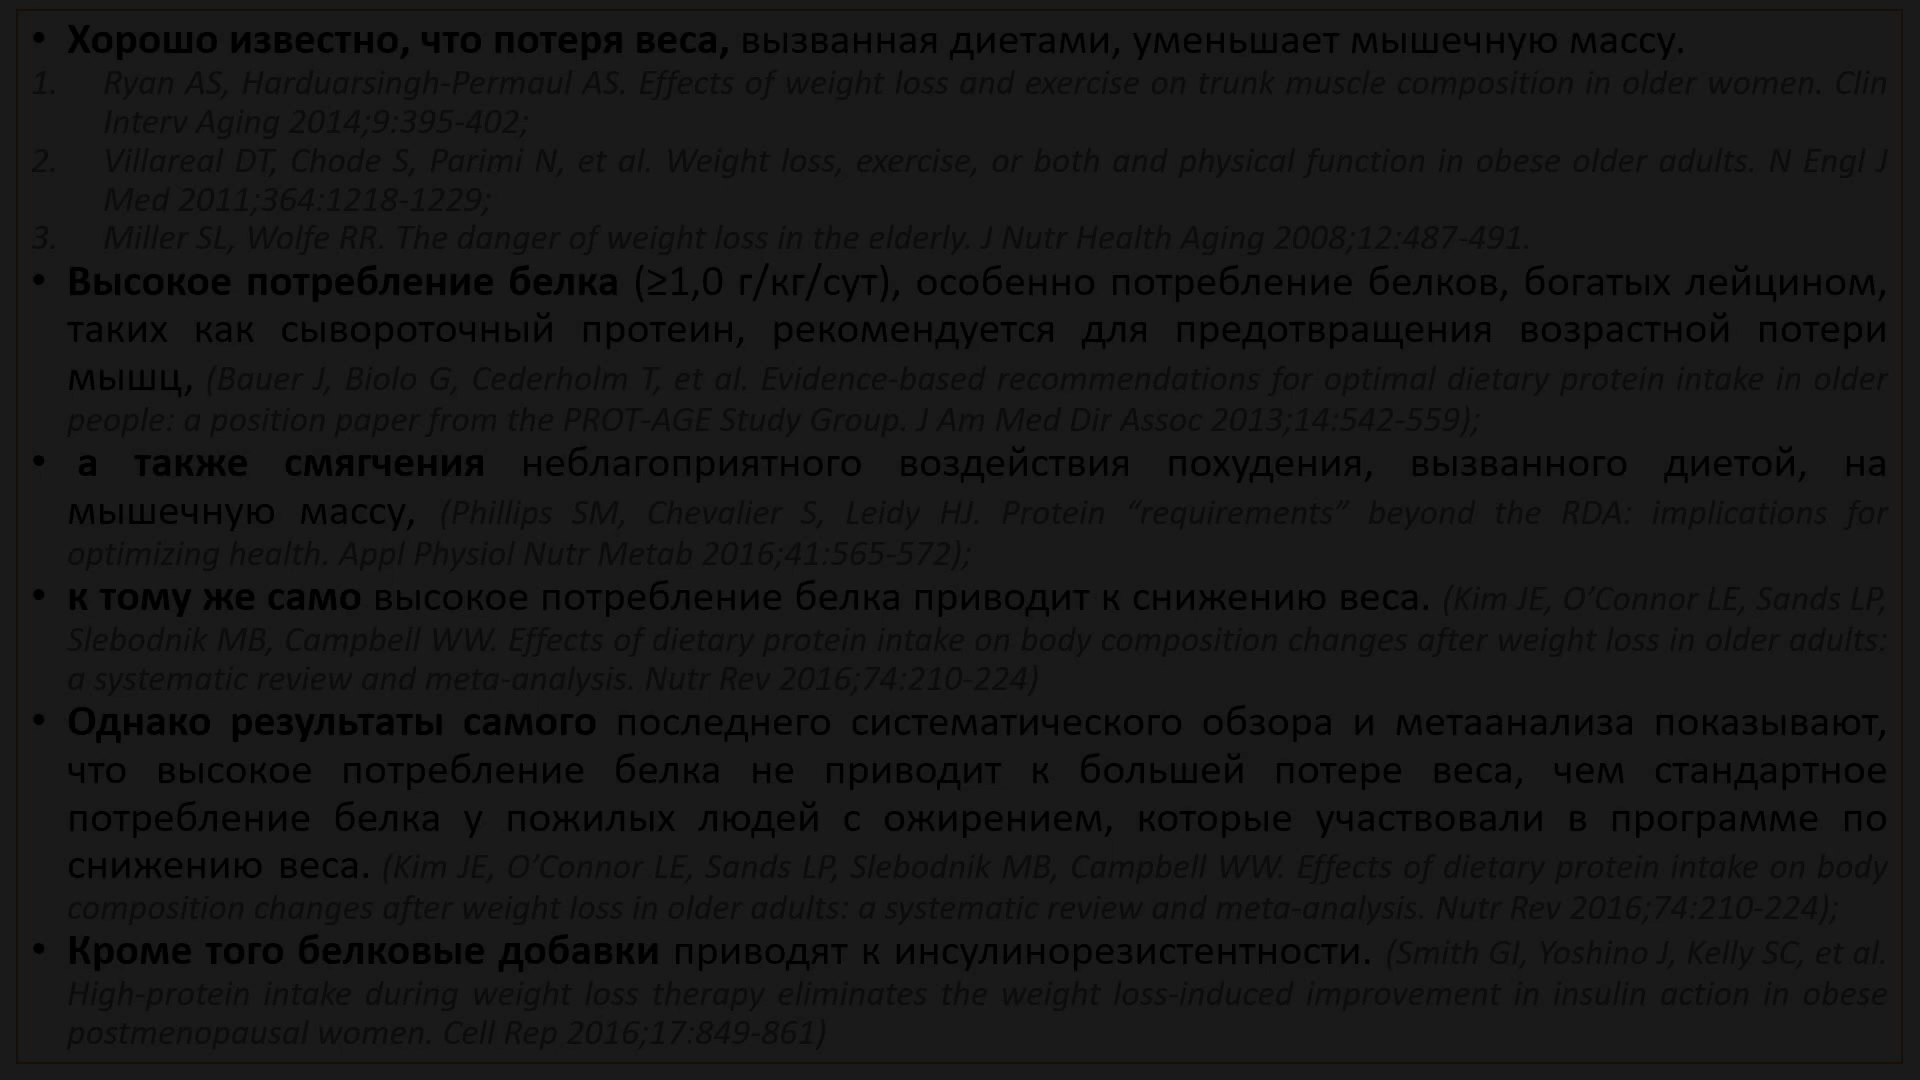 • Хорошо известно, что потеря веса, вызванная диетами, уменьшает мышечную массу.
1. Ryan AS, Harduarsingh-Permaul AS. Effects of weight loss and exercise on trunk muscle composition in older women. Clin
Interv Aging 2014;9:395-402;
2. Villareal DT, Chode S, Parimi N, et al. Weight loss, exercise, or both and physical function in obese older adults. N Engl J
Med 2011;364:1218-1229;
3. Miller SL, Wolfe RR. The danger of weight loss in the elderly. J Nutr Health Aging 2008;12:487-491.
• Высокое потребление белка (≥1,0 г/кг/сут), особенно потребление белков, богатых лейцином,
таких как сывороточный протеин, рекомендуется для предотвращения возрастной потери
мышц, (Bauer J, Biolo G, Cederholm T, et al. Evidence-based recommendations for optimal dietary protein intake in older
people: a position paper from the PROT-AGE Study Group. J Am Med Dir Assoc 2013;14:542-559);
• а также смягчения неблагоприятного воздействия похудения, вызванного диетой, на
мышечную массу, (Phillips SM, Chevalier S, Leidy HJ. Protein “requirements” beyond the RDA: implications for
optimizing health. Appl Physiol Nutr Metab 2016;41:565-572);
• к тому же само высокое потребление белка приводит к снижению веса. (Kim JE, O’Connor LE, Sands LP,
Slebodnik MB, Campbell WW. Effects of dietary protein intake on body composition changes after weight loss in older adults:
a systematic review and meta-analysis. Nutr Rev 2016;74:210-224)
• Однако результаты самого последнего систематического обзора и метаанализа показывают,
что высокое потребление белка не приводит к большей потере веса, чем стандартное
потребление белка у пожилых людей с ожирением, которые участвовали в программе по
снижению веса. (Kim JE, O’Connor LE, Sands LP, Slebodnik MB, Campbell WW. Effects of dietary protein intake on body
composition changes after weight loss in older adults: a systematic review and meta-analysis. Nutr Rev 2016;74:210-224);
• Кроме того белковые добавки приводят к инсулинорезистентности. (Smith GI, Yoshino J, Kelly SC, et al.
High-protein intake during weight loss therapy eliminates the weight loss-induced improvement in insulin action in obese
postmenopausal women. Cell Rep 2016;17:849-861)